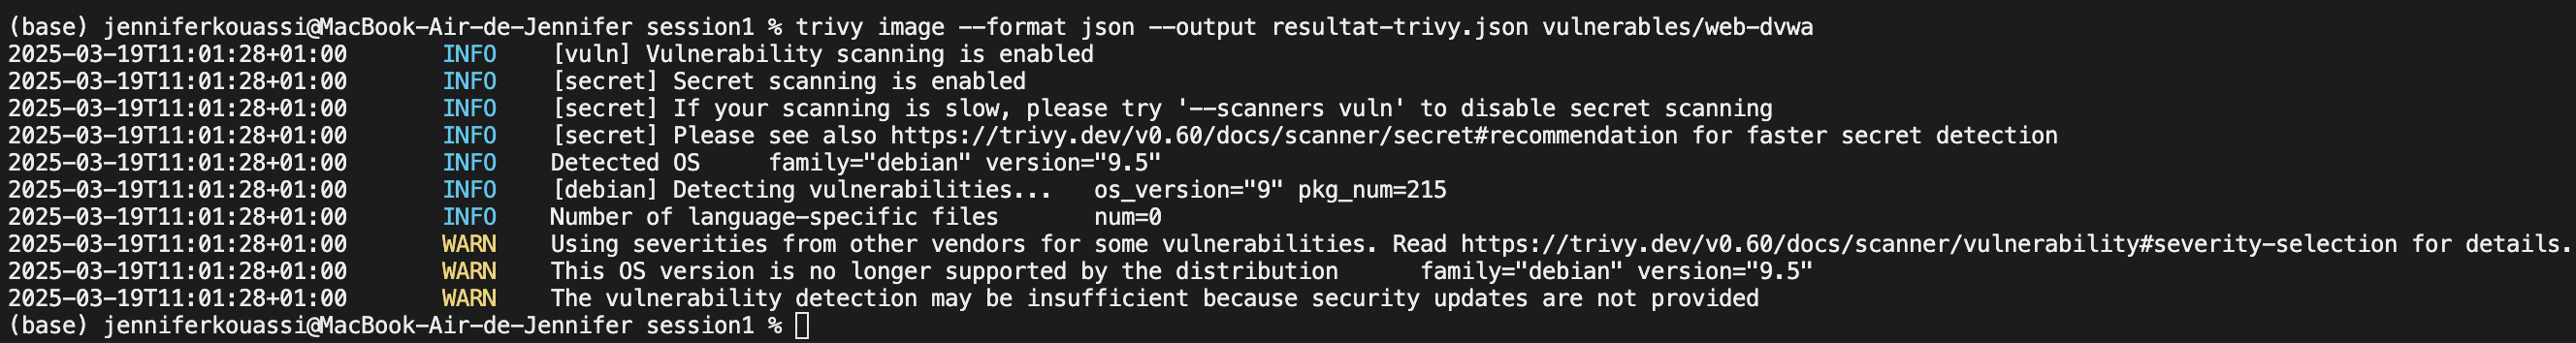 (base) jenniferkouassi@MacBook-Air-de-Jennifer session1 % trivy image --format json --output resultat-trivy.json vulnerables/web-dvwa
2025-03-19T11:01:28+01:00 INFO [vuln] Vulnerability scanning is enabled
2025-03-19T11:01:28+01:00 INFO [secret] Secret scanning is enabled
2025-03-19T11:01:28+01:00 INFO [secret] If your scanning is slow, please try '--scanners vuln' to disable secret scanning
2025-03-19T11:01:28+01:00 INFO [secret] Please see also https://trivy.dev/v0.60/docs/scanner/secret#recommendation for faster secret detection
2025-03-19T11:01:28+01:00 INFO Detected OS family="debian" version="9.5"
2025-03-19T11:01:28+01:00 INFO [debian] Detecting vulnerabilities... os_version="9" pkg_num=215
2025-03-19T11:01:28+01:00 INFO Number of language-specific files num=0
2025-03-19T11:01:28+01:00 WARN Using severities from other vendors for some vulnerabilities. Read https://trivy.dev/v0.60/docs/scanner/vulnerability#severity-selection for details.
2025-03-19T11:01:28+01:00 WARN This OS version is no longer supported by the distribution family="debian" version="9.5"
2025-03-19T11:01:28+01:00 WARN The vulnerability detection may be insufficient because security updates are not provided
(base) jenniferkouassi@MacBook-Air-de-Jennifer session1 %